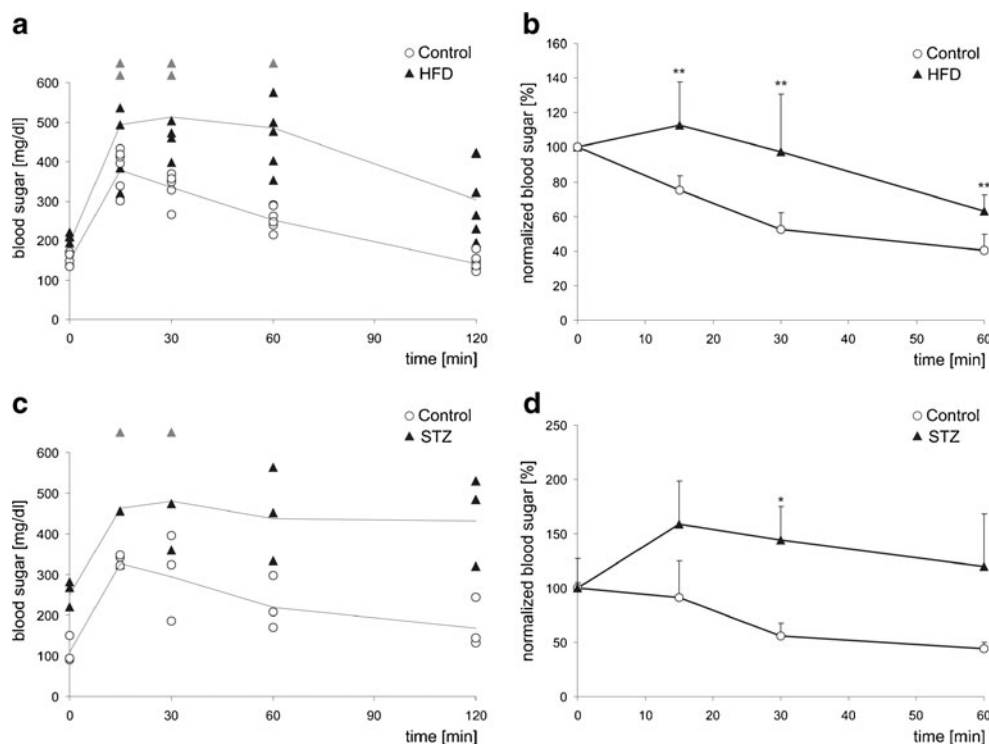 a
Control
HFD
blood sugar [mg/dl]
600
500
400
300
200
100
0
0 30 60 90 120
time [min]
b
Control
HFD
normalized blood sugar [%]
160
140
120
100
80
60
40
20
0
** ** **
0 10 20 30 40 50 60
time [min]
c
Control
STZ
blood sugar [mg/dl]
600
500
400
300
200
100
0
0 30 60 90 120
time [min]
d
Control
STZ
normalized blood sugar [%]
250
200
150
100
50
0
*
0 10 20 30 40 50 60
time [min]